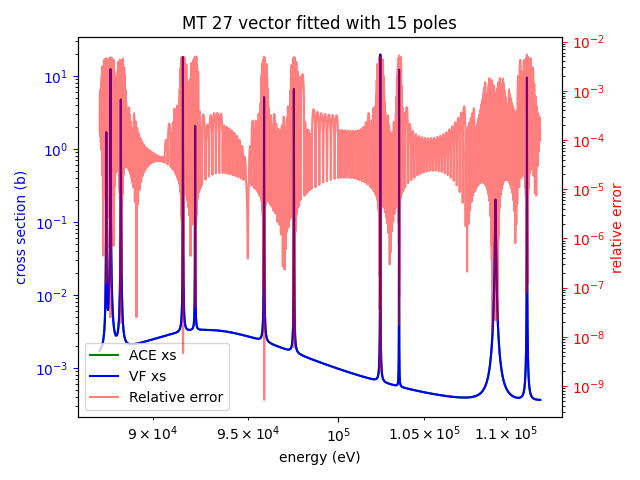 MT 27 vector fitted with 15 poles
cross section (b)
10¹
10⁰
10⁻¹
10⁻²
10⁻³
10⁻²
10⁻³
10⁻⁴
10⁻⁵
10⁻⁶
10⁻⁷
10⁻⁸
10⁻⁹
relative error
ACE xs
VF xs
Relative error
9 × 10⁴
9.5 × 10⁴
10⁵
1.05 × 10⁵
1.1 × 10⁵
energy (eV)